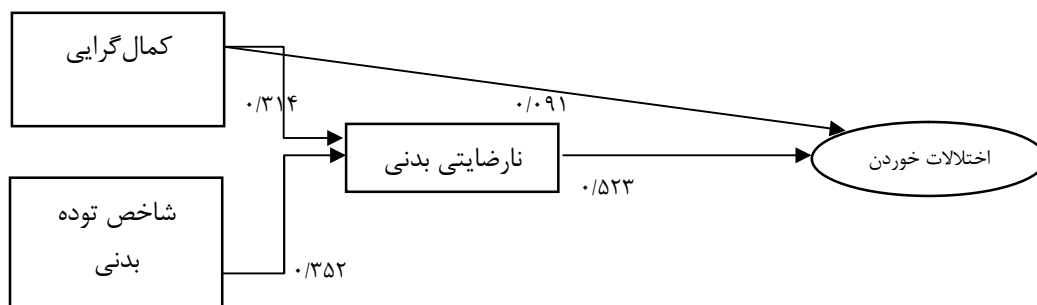 کمال‌گرایی
۰/۳۱۴
۰/۰۹۱
نارضایتی بدنی
اختلالات خوردن
۰/۵۲۳
شاخص توده
بدنی
۰/۳۵۲